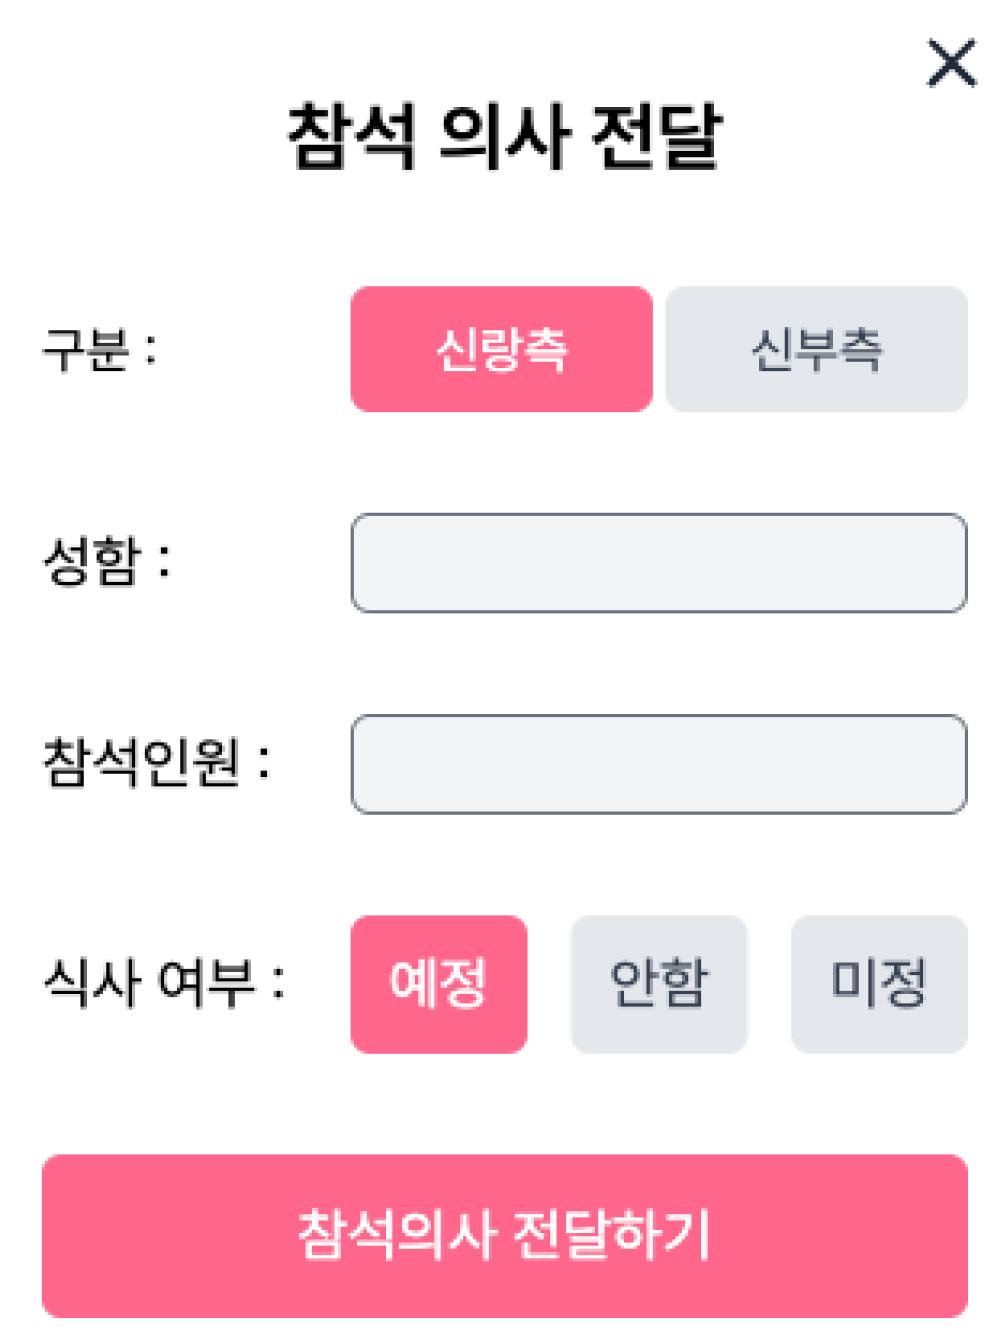 참석 의사 전달
구분 : 신랑측 신부측
성함 :
참석인원 :
식사 여부 : 예정 안함 미정
참석의사 전달하기